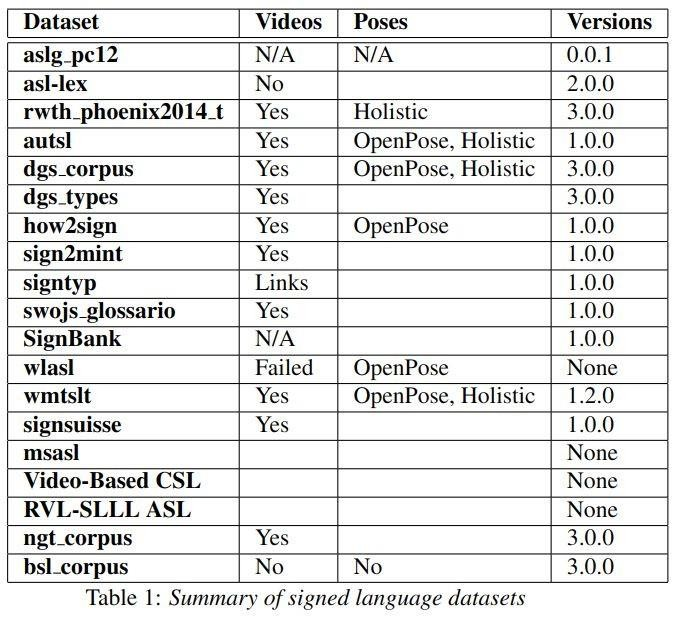 Dataset Videos Poses Versions
aslg_pc12 N/A N/A 0.0.1
asl-lex No 2.0.0
rwth_phoenix2014_t Yes Holistic 3.0.0
autsl Yes OpenPose, Holistic 1.0.0
dgs_corpus Yes OpenPose, Holistic 3.0.0
dgs_types Yes 3.0.0
how2sign Yes OpenPose 1.0.0
sign2mint Yes 1.0.0
signtyp Links 1.0.0
swojs_glossario Yes 1.0.0
SignBank N/A 1.0.0
wlasl Failed OpenPose None
wmtslt Yes OpenPose, Holistic 1.2.0
signsuisse Yes 1.0.0
msasl None
Video-Based CSL None
RVL-SLLL ASL None
ngt_corpus Yes 3.0.0
bsl_corpus No No 3.0.0
Table 1: Summary of signed language datasets